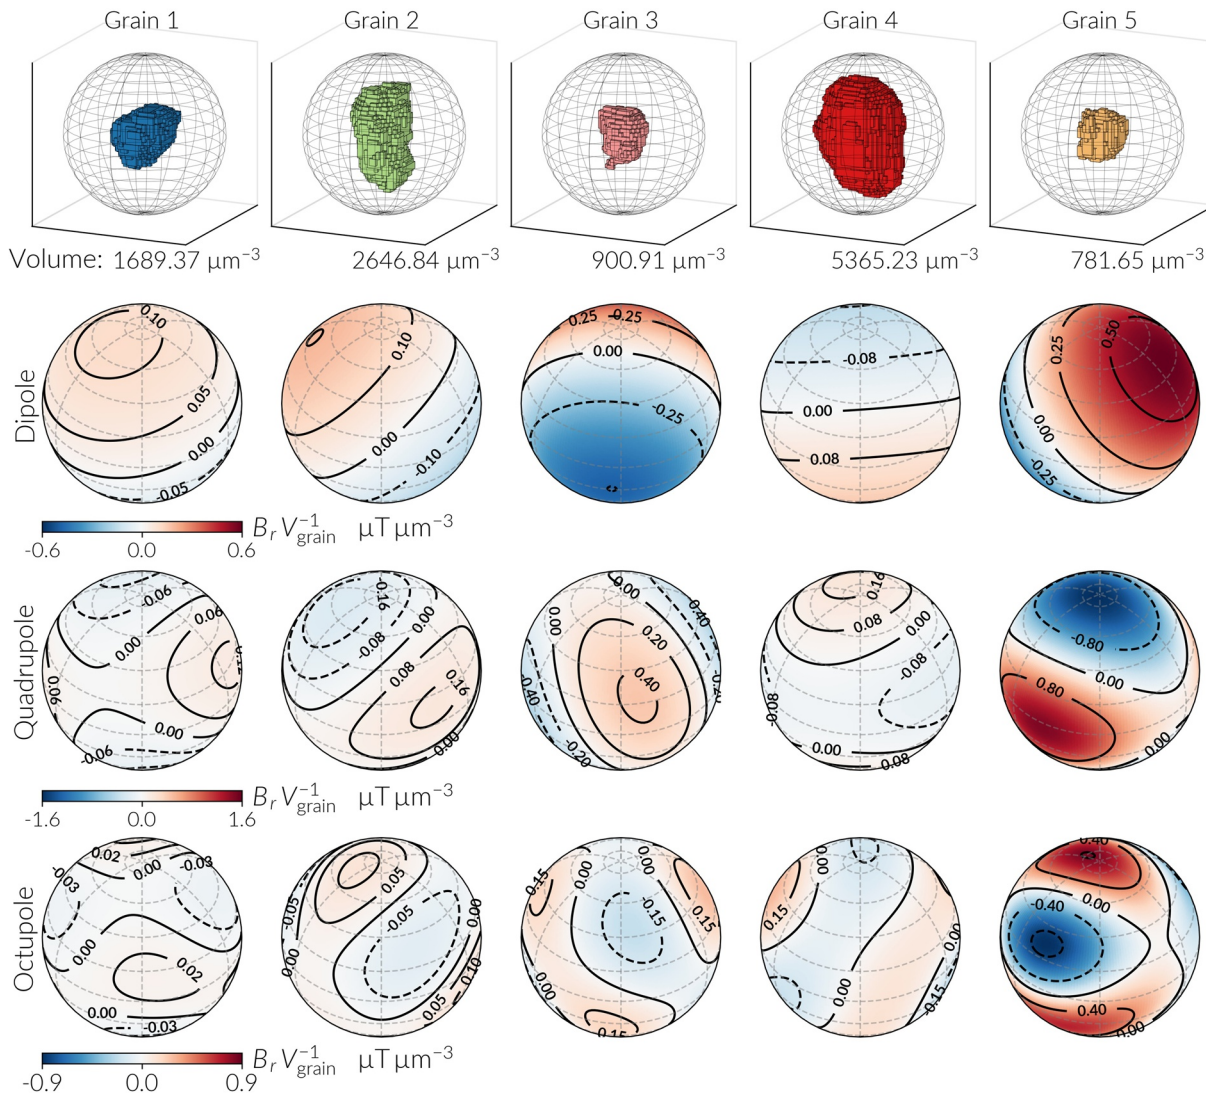 Grain 1 Grain 2 Grain 3 Grain 4 Grain 5
Volume: 1689.37 μm⁻³ 2646.84 μm⁻³ 900.91 μm⁻³ 5365.23 μm⁻³ 781.65 μm⁻³
Dipole
0.10 0.05 0.00 -0.05
0.10 0.00 -0.10
0.25 -0.25 0.00 -0.25
-0.08 0.00 0.08
0.50 0.25 0.00 -0.25
-0.6 0.0 0.6 B_r V_grain⁻¹ μT μm⁻³
Quadrupole
-0.06 0.06 0.00 0.06 0.00 -0.06
-0.16 0.00 -0.08 0.08 0.16 0.00
0.00 0.40 0.00 0.20 0.40 -0.40 -0.20
0.16 0.08 0.00 -0.08 -0.08 0.00 0.08
-0.80 0.00 0.80 0.00
-1.6 0.0 1.6 B_r V_grain⁻¹ μT μm⁻³
Octupole
0.02 0.00 -0.03 -0.03 0.00 0.02 0.00 -0.03
0.05 -0.05 -0.05 0.00 0.00 0.10 0.05
0.00 0.00 0.15 -0.15 0.15 0.00 0.15
0.00 0.15 0.00 0.00 -0.15
0.40 0.00 -0.40 0.40 0.00
-0.9 0.0 0.9 B_r V_grain⁻¹ μT μm⁻³